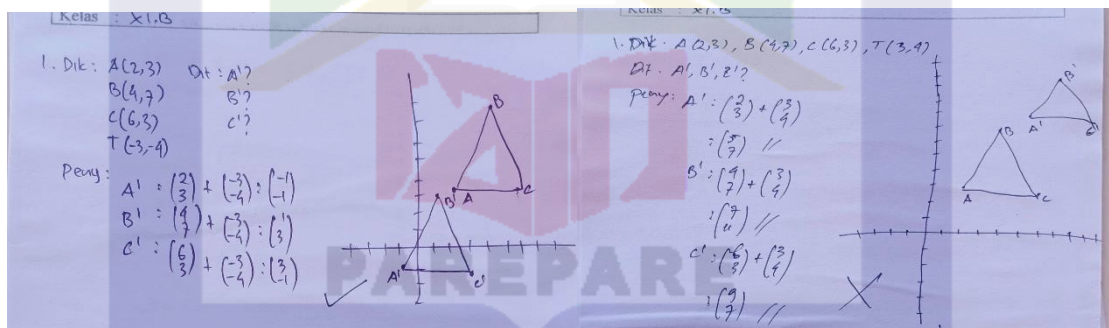 Kelas : XI.B
1. Dik : A(2,3) Dit : A'?
B(4,7) B'?
C(6,3) C'?
T(-3,-4)
Peny :
A' : (2 3) + (-3 -4) : (-1 -1)
B' : (4 7) + (-3 -4) : (1 3)
C' : (6 3) + (-3 -4) : (3 -1)
B
A C
B'
A' C'
Kelas : XI.B
1. Dik : A(2,3), B(4,7), C(6,3), T(3,4)
Dit . A', B', C'?
Peny : A' : (2 3) + (3 4)
: (5 7) //
B' : (4 7) + (3 4)
: (7 11) //
C' : (6 3) + (3 4)
: (9 7) //
B'
A' C'
B
A C
PAREPARE